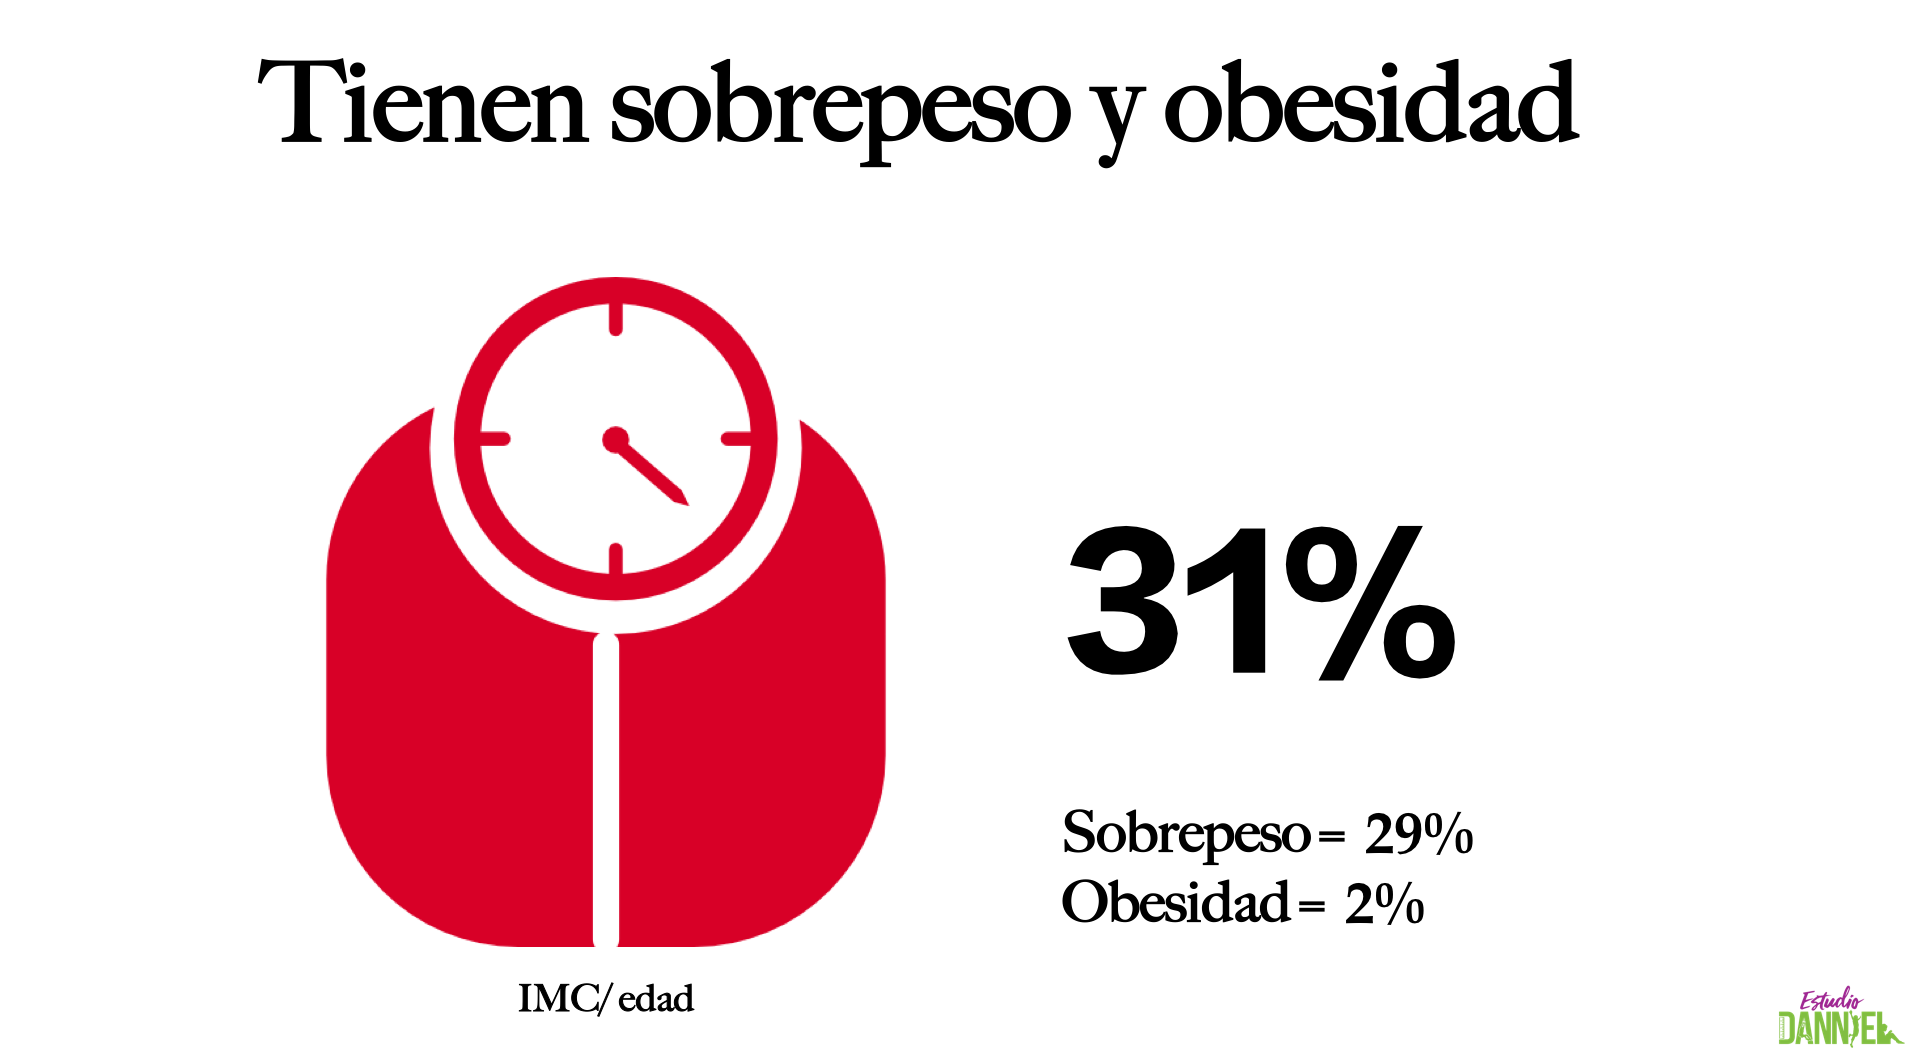 Tienen sobrepeso y obesidad
31%
Sobrepeso = 29%
Obesidad = 2%
IMC/ edad
Estudio
DANNIEL